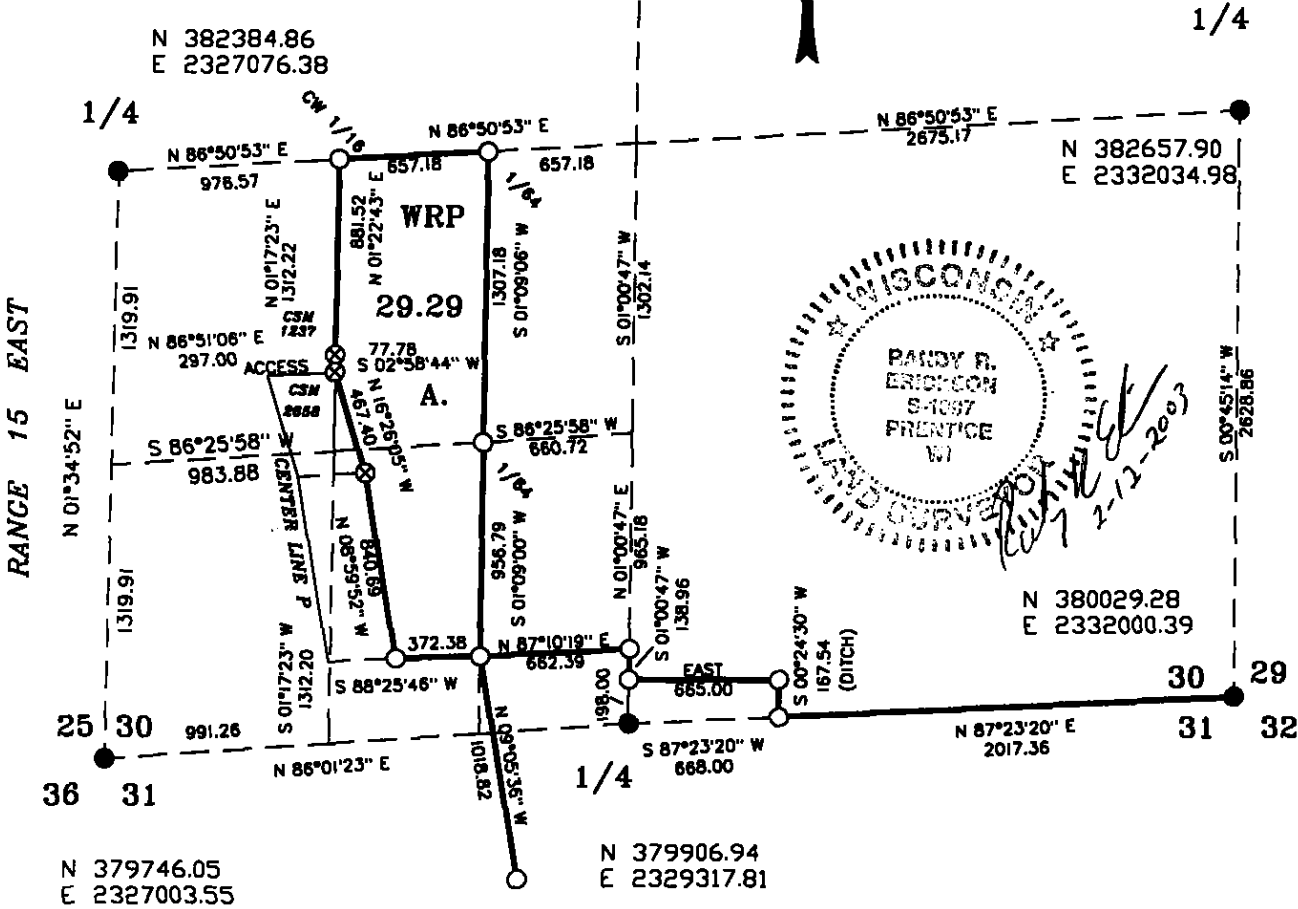 1/4
N 382384.86
E 2327076.38
1/4
CW 1/16
N 86°50'53" E
657.18
N 86°50'53" E
976.57
657.18
N 86°50'53" E
2675.17
N 382657.90
E 2332034.98
1/64
WRP
29.29
A.
881.52
N 01°22'43" E
N 01°17'23" E
1312.22
1307.18
S 01°09'06" W
S 01°00'47" W
1302.14
1319.91
RANGE 15 EAST
N 01°34'52" E
CSM
1237
N 86°51'06" E
297.00
77.78
S 02°58'44" W
ACCESS
CSM
2658
467.40
N 16°26'05" W
S 86°25'58" W
983.88
S 86°25'58" W
660.72
1/64
CENTER LINE P
WISCONSIN
RANDY R.
ERICKSON
S-1097
PRENTICE
WI
LAND SURVEYOR
2-12-2003
S 00°45'14" W
2628.86
1319.91
N 08°59'52" W
840.69
956.79
S 01°09'00" W
N 01°00'47" E
965.18
S 01°00'47" W
138.96
N 380029.28
E 2332000.39
372.38
N 87°10'19" E
662.39
S 88°25'46" W
S 01°17'23" W
1312.20
EAST
665.00
S 00°24'30" W
167.54
(DITCH)
198.00
30 29
31 32
25 30
36 31
991.26
N 86°01'23" E
N 09°05'36" W
1018.82
1/4
S 87°23'20" W
668.00
N 87°23'20" E
2017.36
N 379746.05
E 2327003.55
N 379906.94
E 2329317.81